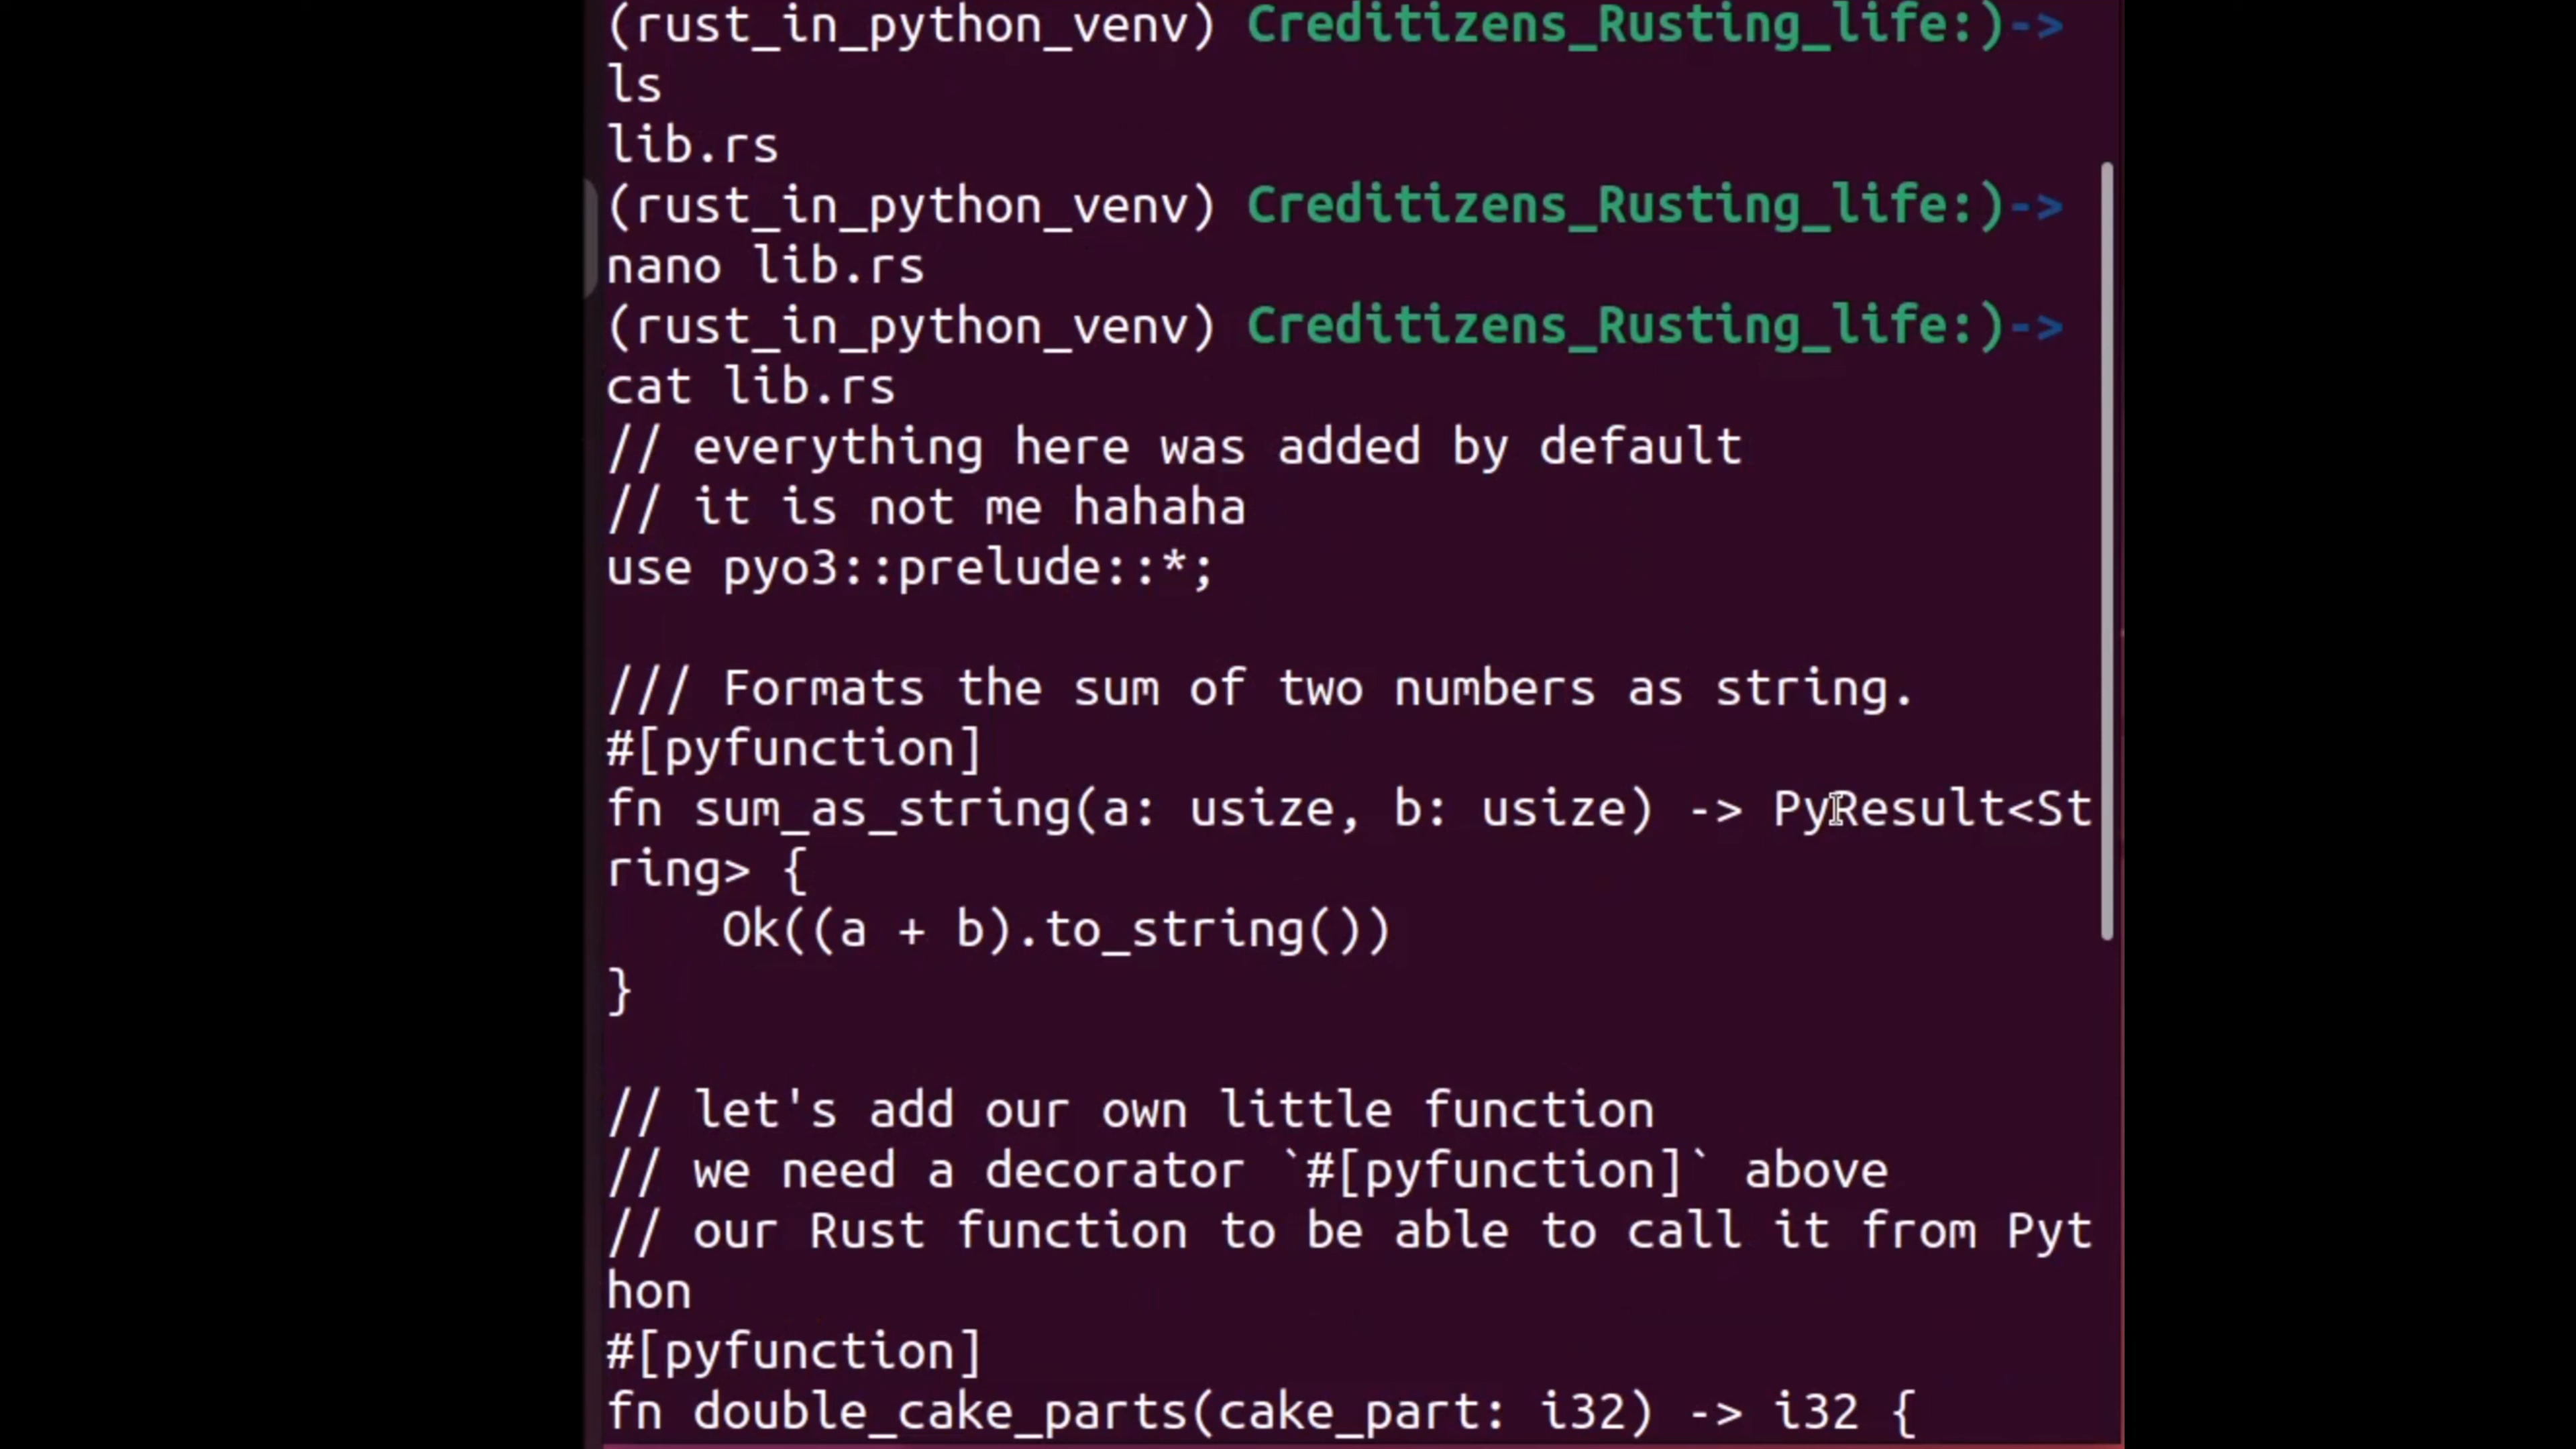 (rust_in_python_venv) Creditizens_Rusting_life:)->
ls
lib.rs
(rust_in_python_venv) Creditizens_Rusting_life:)->
nano lib.rs
(rust_in_python_venv) Creditizens_Rusting_life:)->
cat lib.rs
// everything here was added by default
// it is not me hahaha
use pyo3::prelude::*;
/// Formats the sum of two numbers as string.
#[pyfunction]
fn sum_as_string(a: usize, b: usize) -> PyResult<St
ring> {
    Ok((a + b).to_string())
}
// let's add our own little function
// we need a decorator `#[pyfunction]` above
// our Rust function to be able to call it from Pyt
hon
#[pyfunction]
fn double_cake_parts(cake_part: i32) -> i32 {